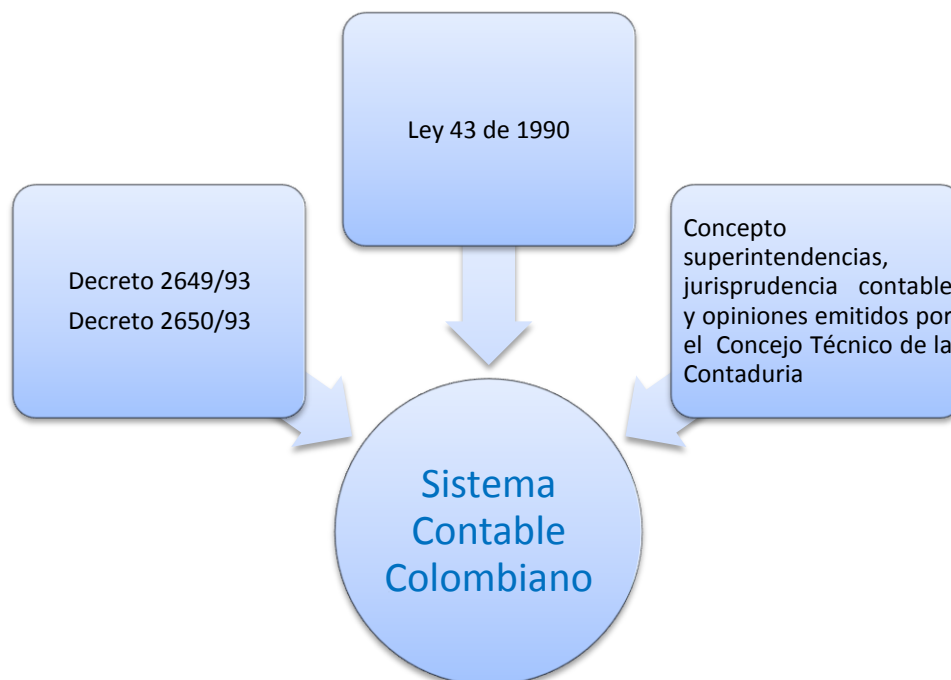 Ley 43 de 1990
Decreto 2649/93
Decreto 2650/93
Concepto
superintendencias,
jurisprudencia contable
y opiniones emitidos por
el Concejo Técnico de la
Contaduria
Sistema
Contable
Colombiano